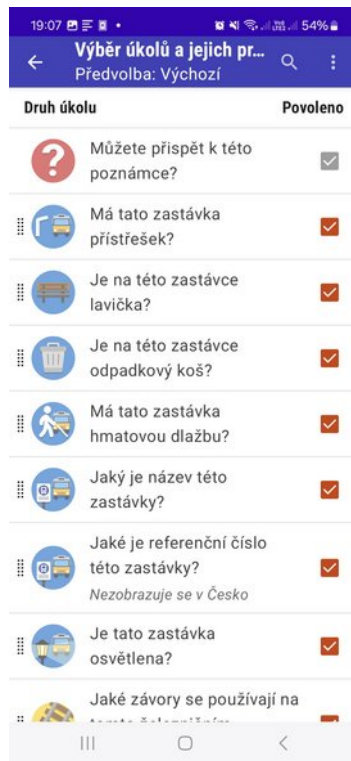 19:07
54%
Výběr úkolů a jejich pr...
Předvolba: Výchozí
Druh úkolu Povoleno
Můžete přispět k této
poznámce?
Má tato zastávka
přístřešek?
Je na této zastávce
lavička?
Je na této zastávce
odpadkový koš?
Má tato zastávka
hmatovou dlažbu?
Jaký je název této
zastávky?
Jaké je referenční číslo
této zastávky?
Nezobrazuje se v Česko
Je tato zastávka
osvětlena?
Jaké závory se používají na